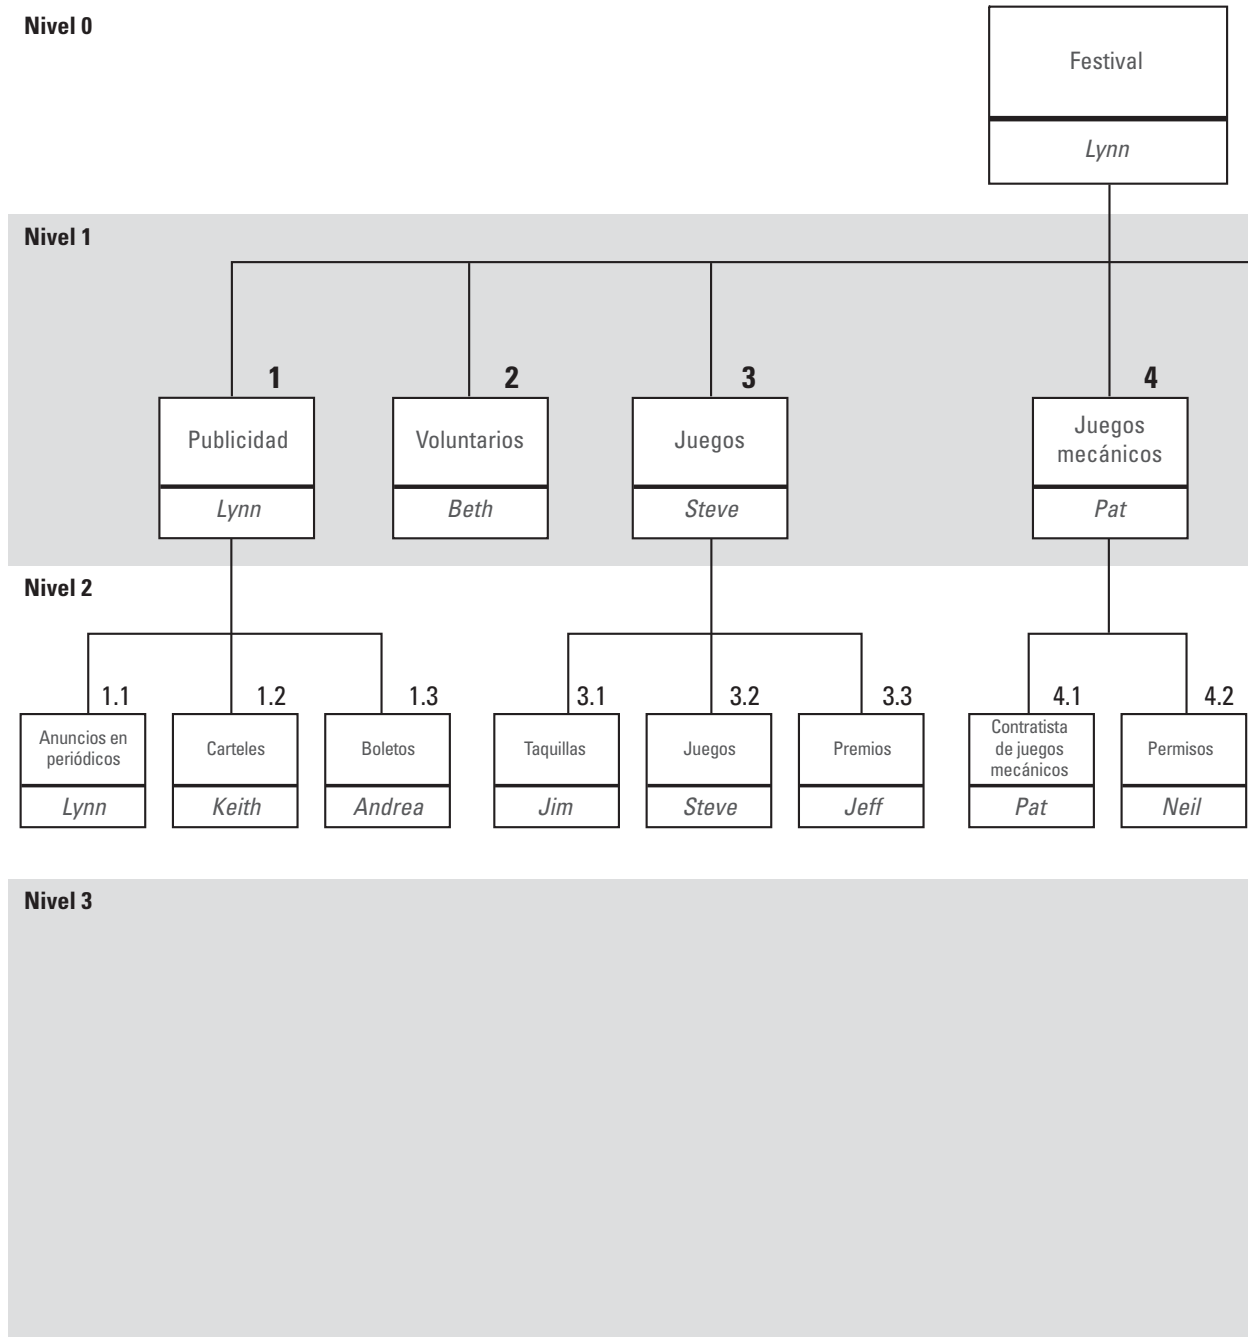 Nivel 0
Festival
Lynn
Nivel 1
1
2
3
4
Publicidad
Voluntarios
Juegos
Juegos
mecánicos
Lynn
Beth
Steve
Pat
Nivel 2
1.1
1.2
1.3
3.1
3.2
3.3
4.1
4.2
Anuncios en
periódicos
Carteles
Boletos
Taquillas
Juegos
Premios
Contratista
de juegos
mecánicos
Permisos
Lynn
Keith
Andrea
Jim
Steve
Jeff
Pat
Neil
Nivel 3